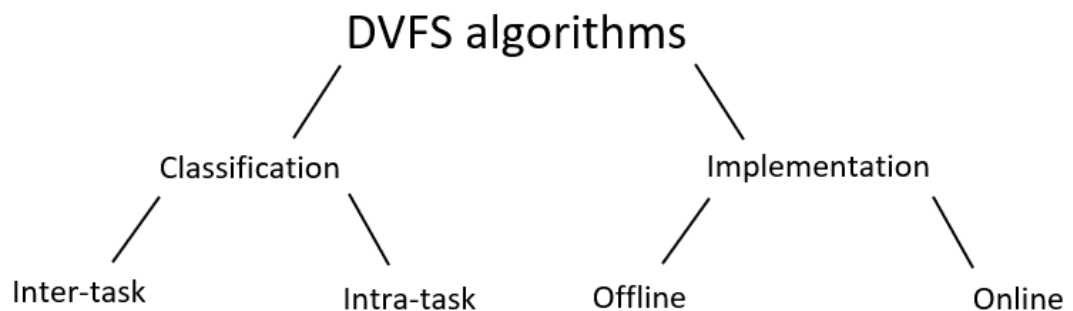 DVFS algorithms
Classification
Implementation
Inter-task
Intra-task
Offline
Online